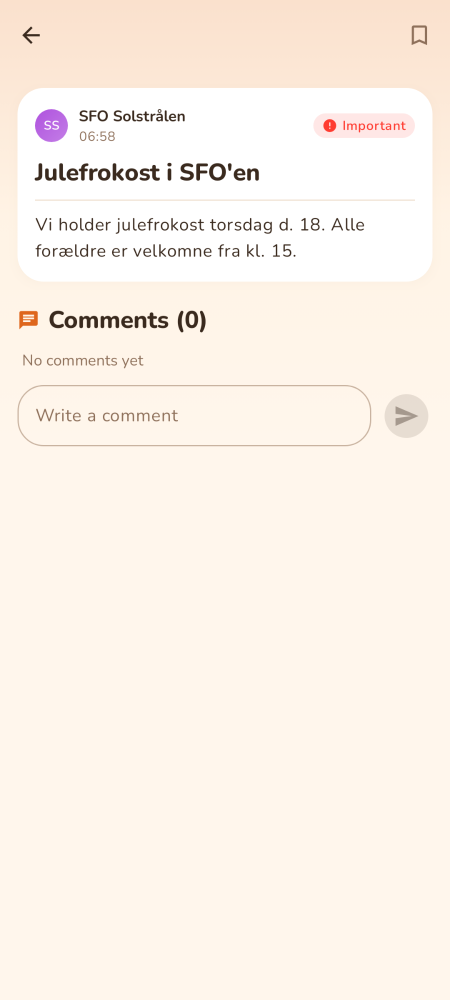 SS
SFO Solstrålen
06:58
Important
Julefrokost i SFO'en
Vi holder julefrokost torsdag d. 18. Alle
forældre er velkomne fra kl. 15.
Comments (0)
No comments yet
Write a comment